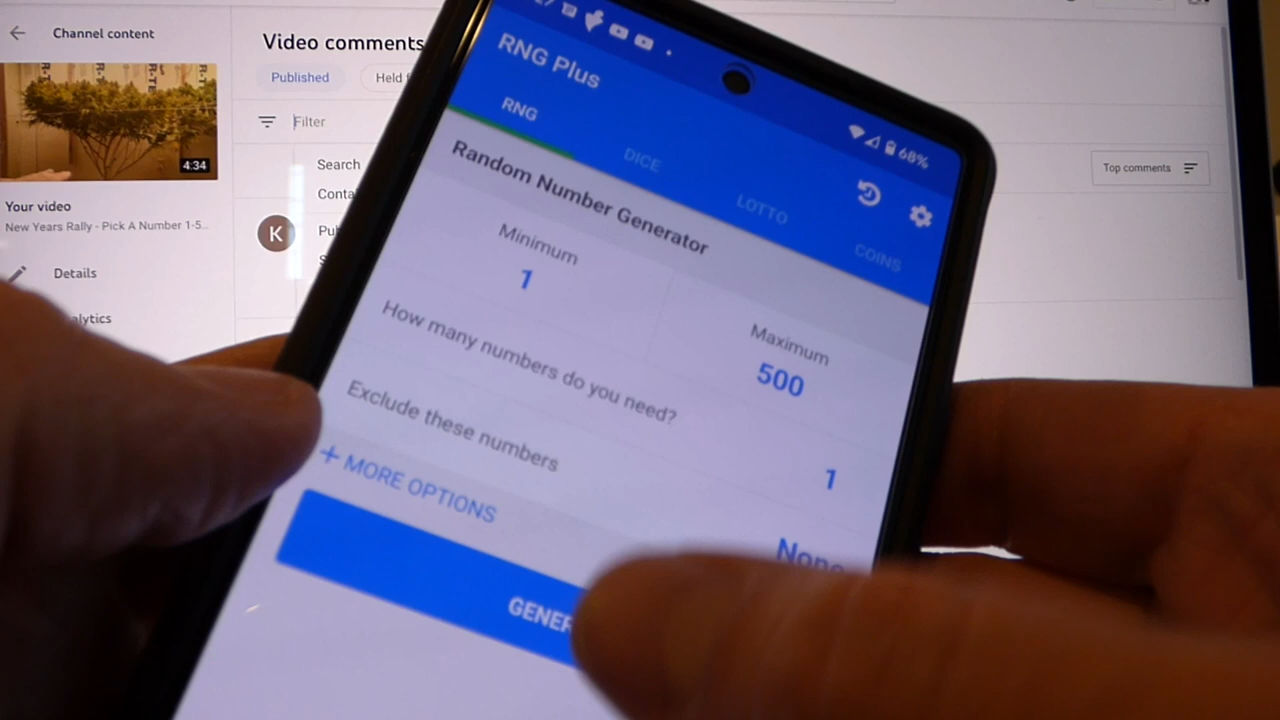 Channel content
Video comments
Published
Held
Filter
Search
Conta
Top comments
4:34
Your video
New Years Rally - Pick A Number 1-5...
K
Details
alytics
68%
RNG Plus
RNG
DICE
LOTTO
COINS
Random Number Generator
Minimum
1
Maximum
500
How many numbers do you need?
1
Exclude these numbers
None
+ MORE OPTIONS
GENER